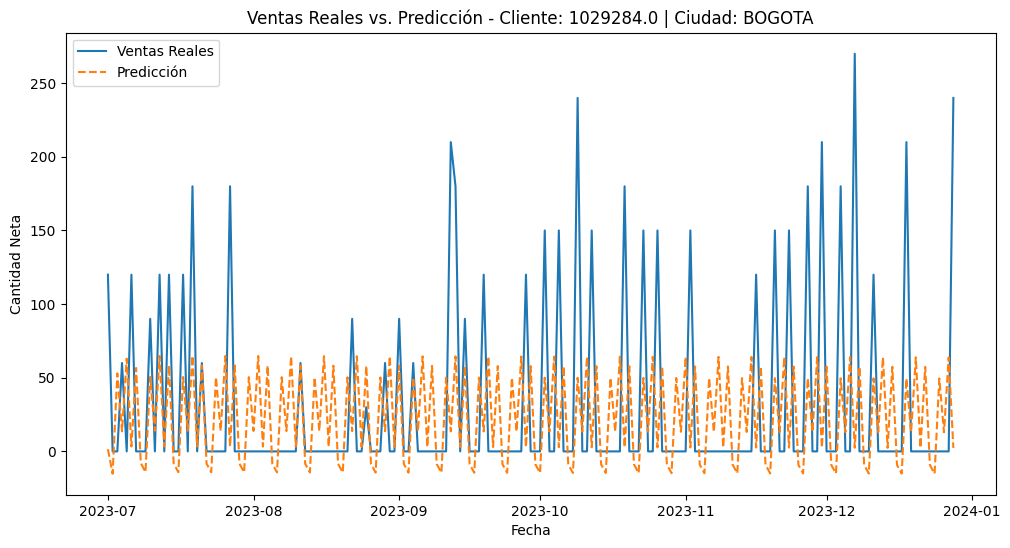 Ventas Reales vs. Predicción - Cliente: 1029284.0 | Ciudad: BOGOTA
Ventas Reales
Predicción
250
200
150
100
50
0
Cantidad Neta
2023-07
2023-08
2023-09
2023-10
2023-11
2023-12
2024-01
Fecha